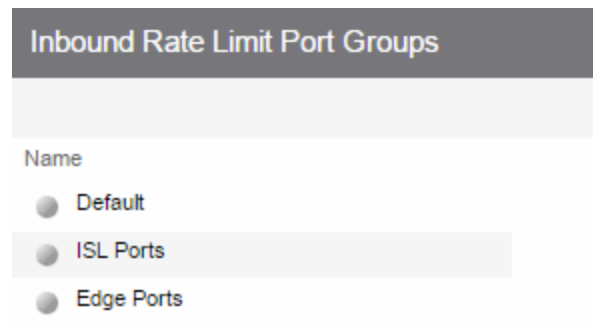 Inbound Rate Limit Port Groups
Name
Default
ISL Ports
Edge Ports